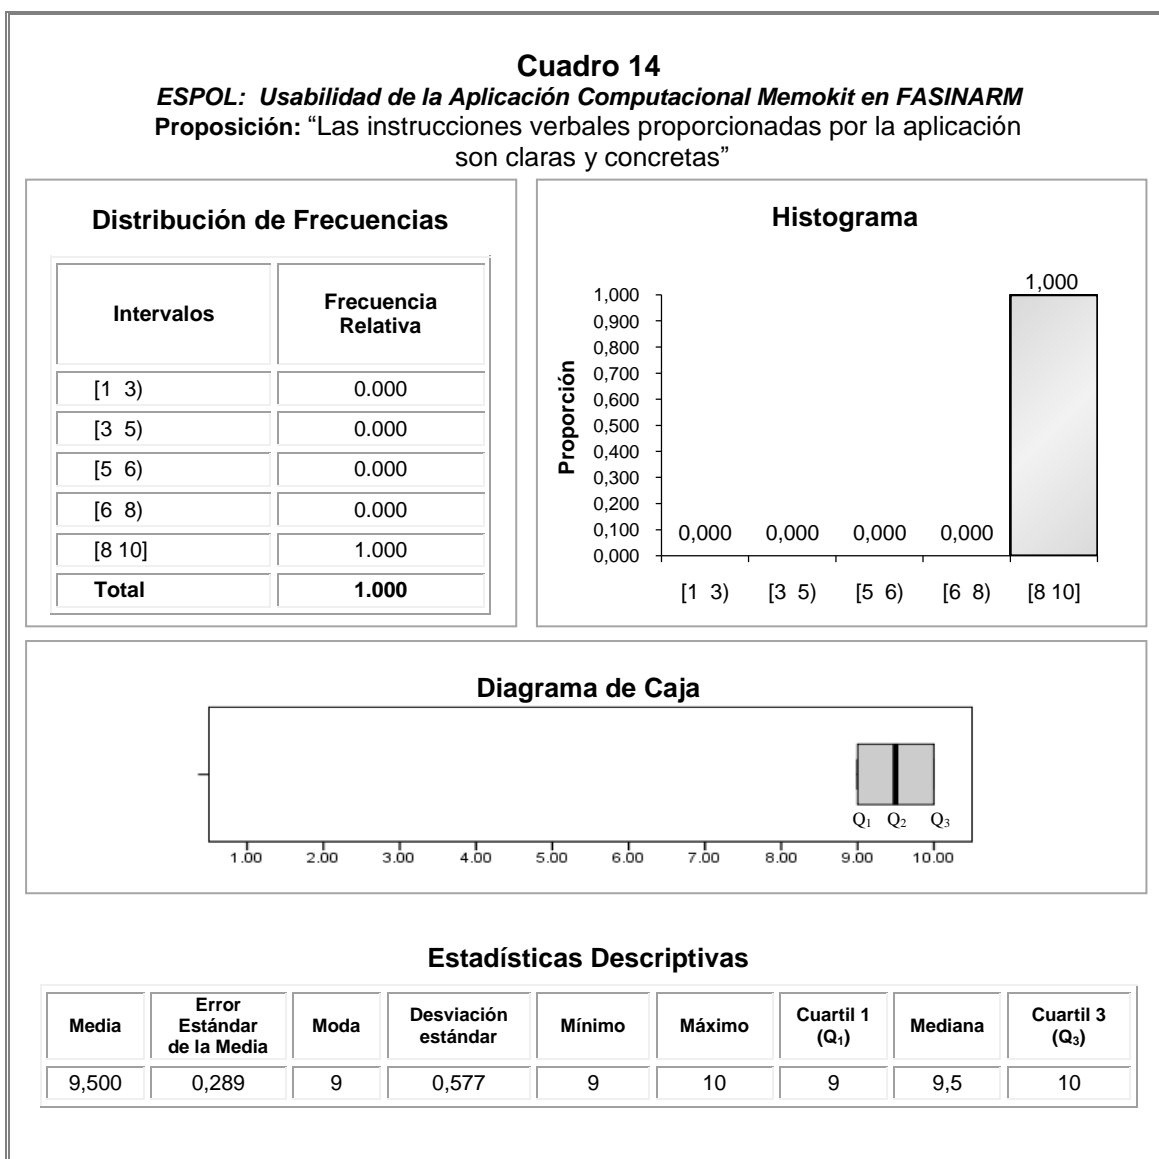 Cuadro 14
ESPOL: Usabilidad de la Aplicación Computacional Memokit en FASINARM
Proposición: “Las instrucciones verbales proporcionadas por la aplicación
son claras y concretas”
Distribución de Frecuencias
Intervalos Frecuencia Relativa
[1 3) 0.000
[3 5) 0.000
[5 6) 0.000
[6 8) 0.000
[8 10] 1.000
Total 1.000
Histograma
Proporción
1,000
0,900
0,800
0,700
0,600
0,500
0,400
0,300
0,200
0,100
0,000
0,000 0,000 0,000 0,000 1,000
[1 3) [3 5) [5 6) [6 8) [8 10]
Diagrama de Caja
Q1 Q2 Q3
1.00 2.00 3.00 4.00 5.00 6.00 7.00 8.00 9.00 10.00
Estadísticas Descriptivas
Media Error Estándar de la Media Moda Desviación estándar Mínimo Máximo Cuartil 1 (Q1) Mediana Cuartil 3 (Q3)
9,500 0,289 9 0,577 9 10 9 9,5 10